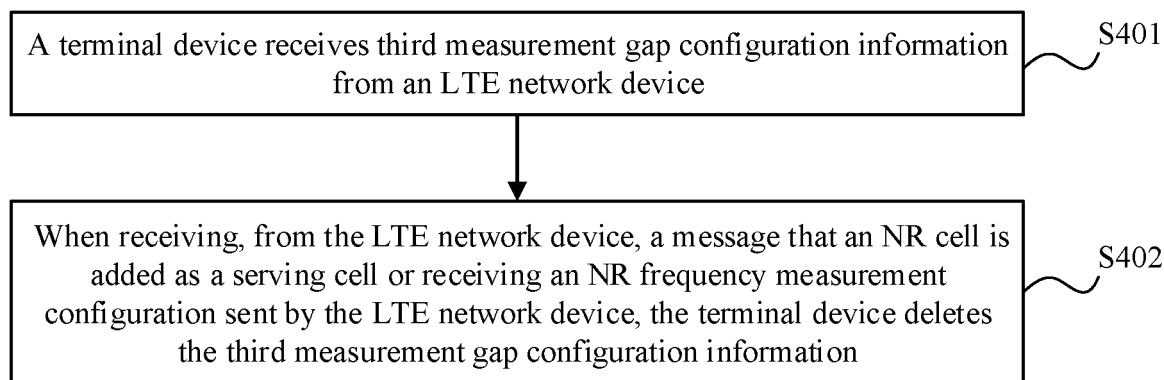 A terminal device receives third measurement gap configuration information
from an LTE network device
S401
When receiving, from the LTE network device, a message that an NR cell is
added as a serving cell or receiving an NR frequency measurement
configuration sent by the LTE network device, the terminal device deletes
the third measurement gap configuration information
S402